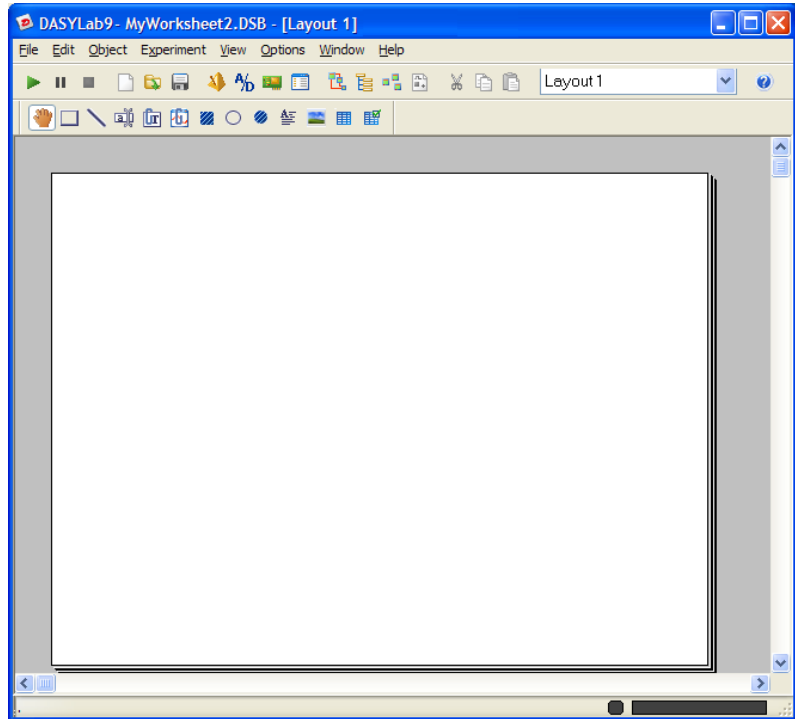 DASYLab9- MyWorksheet2.DSB - [Layout 1]
File Edit Object Experiment View Options Window Help
A/D Layout 1 ?